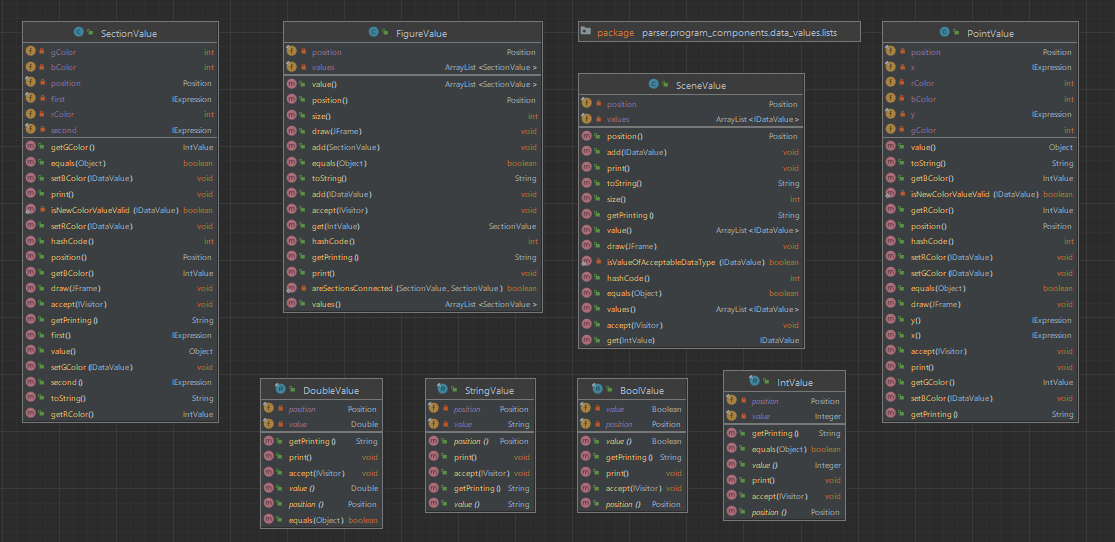 SectionValue
gColor int
bColor int
position Position
first IExpression
rColor int
second IExpression
getGColor() IntValue
equals(Object) boolean
setBColor(IDataValue) void
print() void
isNewColorValueValid (IDataValue) boolean
setRColor(IDataValue) void
hashCode() int
position() Position
getBColor() IntValue
draw(JFrame) void
accept(IVisitor) void
getPrinting() String
first() IExpression
value() Object
setGColor(IDataValue) void
second() IExpression
toString() String
getRColor() IntValue
FigureValue
position Position
values ArrayList <SectionValue >
value() ArrayList <SectionValue >
position() Position
size() int
draw(JFrame) void
add(SectionValue) void
equals(Object) boolean
toString() String
add(IDataValue) void
accept(IVisitor) void
get(IntValue) SectionValue
hashCode() int
getPrinting() String
print() void
areSectionsConnected (SectionValue, SectionValue) boolean
values() ArrayList <SectionValue >
package parser.program_components.data_values.lists
SceneValue
position Position
values ArrayList <IDataValue >
position() Position
add(IDataValue) void
print() void
toString() String
size() int
getPrinting() String
value() ArrayList <IDataValue >
draw(JFrame) void
isValueOfAcceptableDataType (IDataValue) boolean
hashCode() int
equals(Object) boolean
values() ArrayList <IDataValue >
accept(IVisitor) void
get(IntValue) IDataValue
PointValue
position Position
x IExpression
rColor int
bColor int
y IExpression
gColor int
value() Object
toString() String
getBColor() IntValue
isNewColorValueValid (IDataValue) boolean
getRColor() IntValue
position() Position
hashCode() int
setRColor(IDataValue) void
setGColor(IDataValue) void
equals(Object) boolean
draw(JFrame) void
y() IExpression
x() IExpression
accept(IVisitor) void
print() void
getGColor() IntValue
setBColor(IDataValue) void
getPrinting() String
DoubleValue
position Position
value Double
getPrinting() String
print() void
accept(IVisitor) void
value () Double
position () Position
equals(Object) boolean
StringValue
position Position
value String
position () Position
print() void
accept(IVisitor) void
getPrinting() String
value () String
BoolValue
value Boolean
position Position
value () Boolean
getPrinting() String
print() void
accept(IVisitor) void
position () Position
IntValue
position Position
value Integer
getPrinting() String
equals(Object) boolean
value () Integer
print() void
accept(IVisitor) void
position () Position